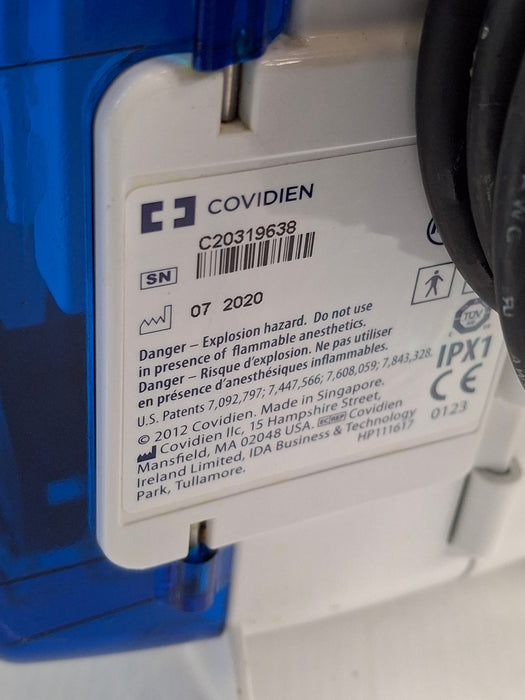 COVIDIEN
C20319638
SN
07 2020
Danger – Explosion hazard. Do not use
in presence of flammable anesthetics.
Danger – Risque d'explosion. Ne pas utiliser
en présence d'anesthésiques inflammables.
U.S. Patents 7,092,797; 7,447,566; 7,608,059; 7,843,328.
© 2012 Covidien. Made in Singapore.
Covidien llc, 15 Hampshire Street,
Mansfield, MA 02048 USA. EC REP Covidien
Ireland Limited, IDA Business & Technology
Park, Tullamore.
HP111617
TÜV
IPX1
CE
0123